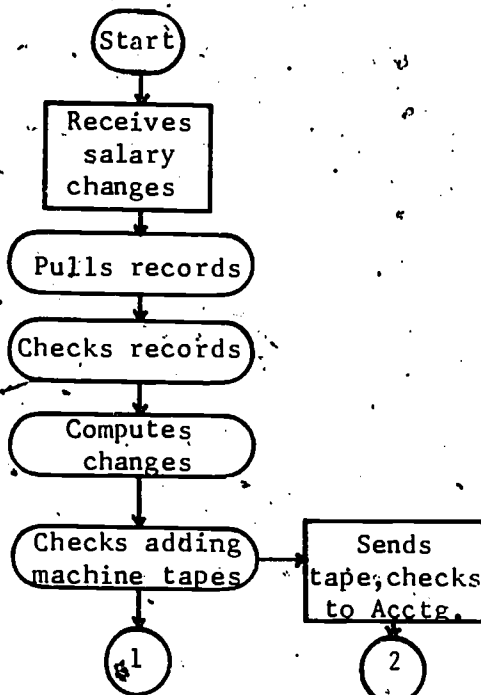 Start
Receives
salary
changes
Pulls records
Checks records
Computes
changes
Checks adding
machine tapes
Sends
tape, checks
to Acctg.
1
2